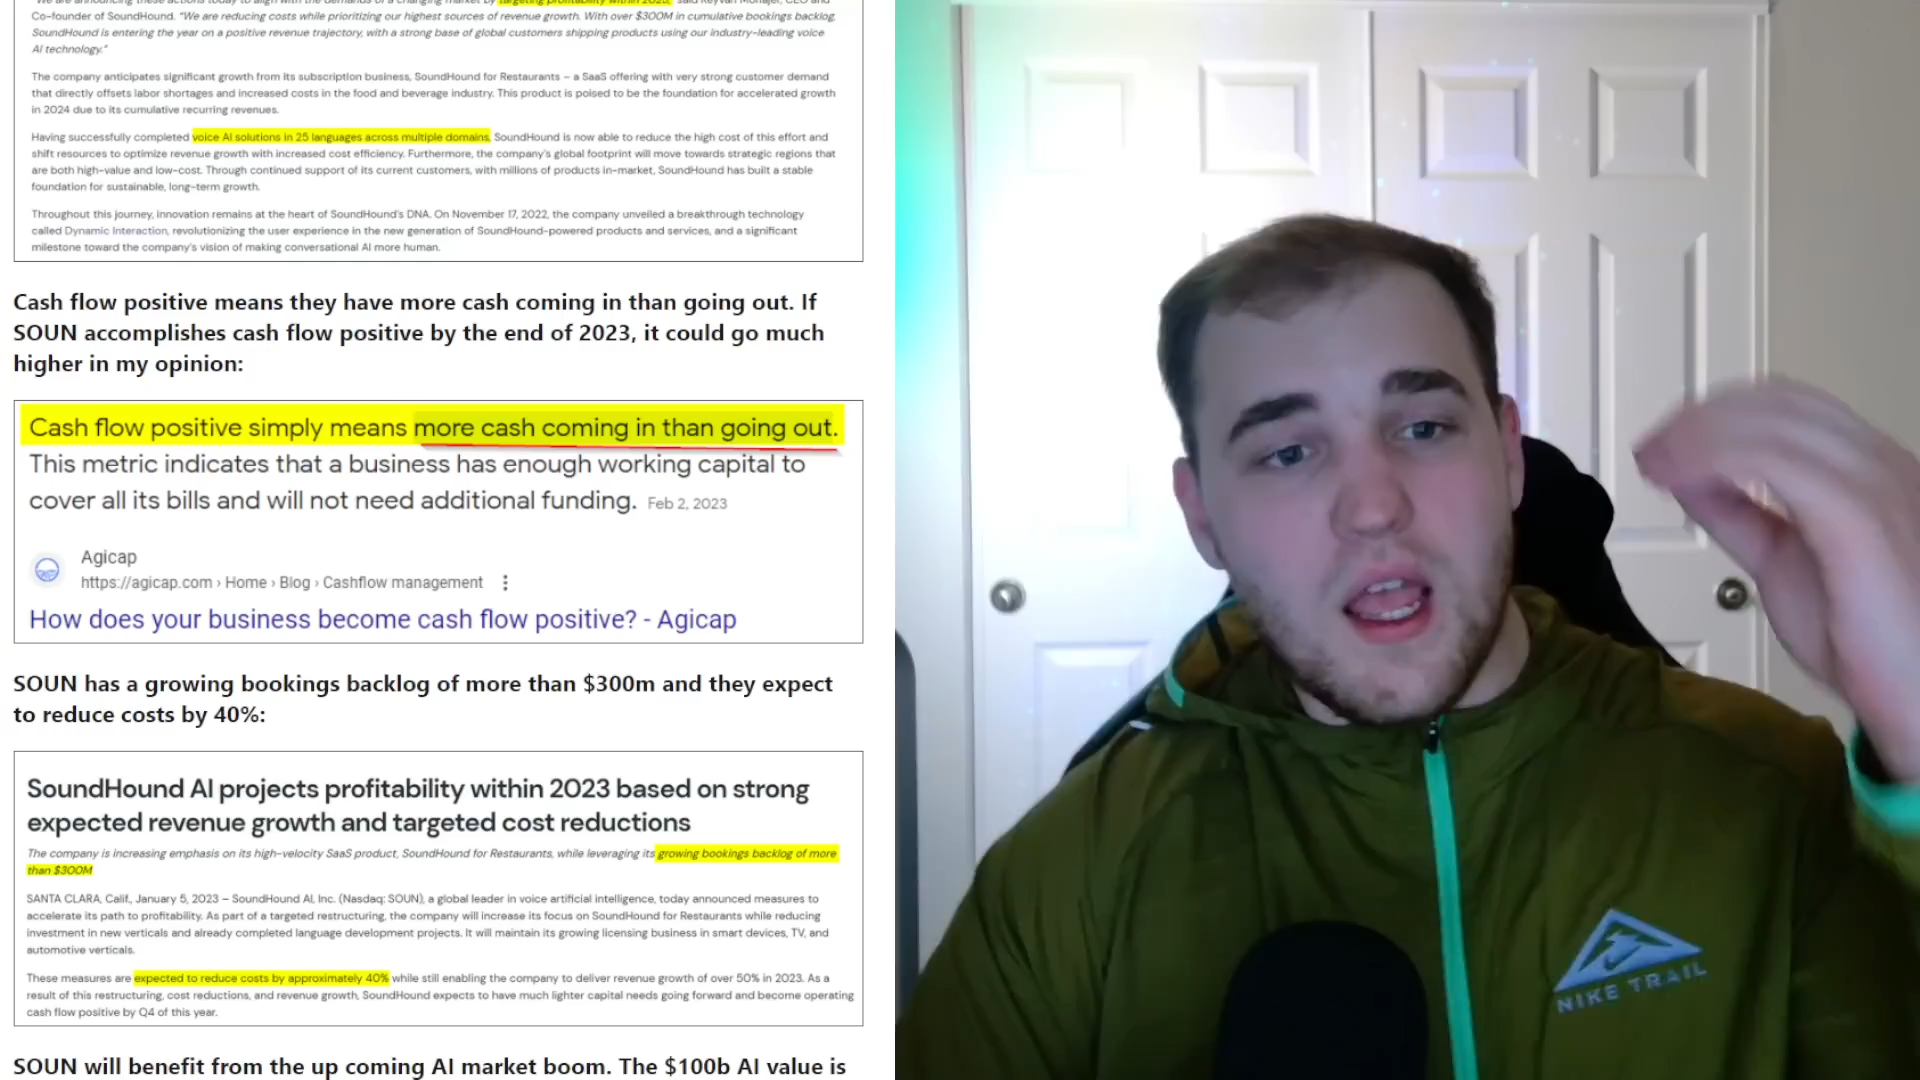 "We are announcing these actions today to align with the demands of a changing market by targeting profitability within 2023," said Keyvan Mohajer, CEO and
Co-founder of SoundHound. "We are reducing costs while prioritizing our highest sources of revenue growth. With over $300M in cumulative bookings backlog,
SoundHound is entering the year on a positive revenue trajectory, with a strong base of global customers shipping products using our industry-leading voice
AI technology."
The company anticipates significant growth from its subscription business, SoundHound for Restaurants – a SaaS offering with very strong customer demand
that directly offsets labor shortages and increased costs in the food and beverage industry. This product is poised to be the foundation for accelerated growth
in 2024 due to its cumulative recurring revenues.
Having successfully completed voice AI solutions in 25 languages across multiple domains, SoundHound is now able to reduce the high cost of this effort and
shift resources to optimize revenue growth with increased cost efficiency. Furthermore, the company's global footprint will move towards strategic regions that
are both high-value and low-cost. Through continued support of its current customers, with millions of products in-market, SoundHound has built a stable
foundation for sustainable, long-term growth.
Throughout this journey, innovation remains at the heart of SoundHound's DNA. On November 17, 2022, the company unveiled a breakthrough technology
called Dynamic Interaction, revolutionizing the user experience in the new generation of SoundHound-powered products and services, and a significant
milestone toward the company's vision of making conversational AI more human.
Cash flow positive means they have more cash coming in than going out. If
SOUN accomplishes cash flow positive by the end of 2023, it could go much
higher in my opinion:
Cash flow positive simply means more cash coming in than going out.
This metric indicates that a business has enough working capital to
cover all its bills and will not need additional funding. Feb 2, 2023
Agicap
https://agicap.com › Home › Blog › Cashflow management
How does your business become cash flow positive? - Agicap
SOUN has a growing bookings backlog of more than $300m and they expect
to reduce costs by 40%:
SoundHound AI projects profitability within 2023 based on strong
expected revenue growth and targeted cost reductions
The company is increasing emphasis on its high-velocity SaaS product, SoundHound for Restaurants, while leveraging its growing bookings backlog of more
than $300M
SANTA CLARA, Calif., January 5, 2023 – SoundHound AI, Inc. (Nasdaq: SOUN), a global leader in voice artificial intelligence, today announced measures to
accelerate its path to profitability. As part of a targeted restructuring, the company will increase its focus on SoundHound for Restaurants while reducing
investment in new verticals and already completed language development projects. It will maintain its growing licensing business in smart devices, TV, and
automotive verticals.
These measures are expected to reduce costs by approximately 40% while still enabling the company to deliver revenue growth of over 50% in 2023. As a
result of this restructuring, cost reductions, and revenue growth, SoundHound expects to have much lighter capital needs going forward and become operating
cash flow positive by Q4 of this year.
SOUN will benefit from the up coming AI market boom. The $100b AI value is
NIKE TRAIL